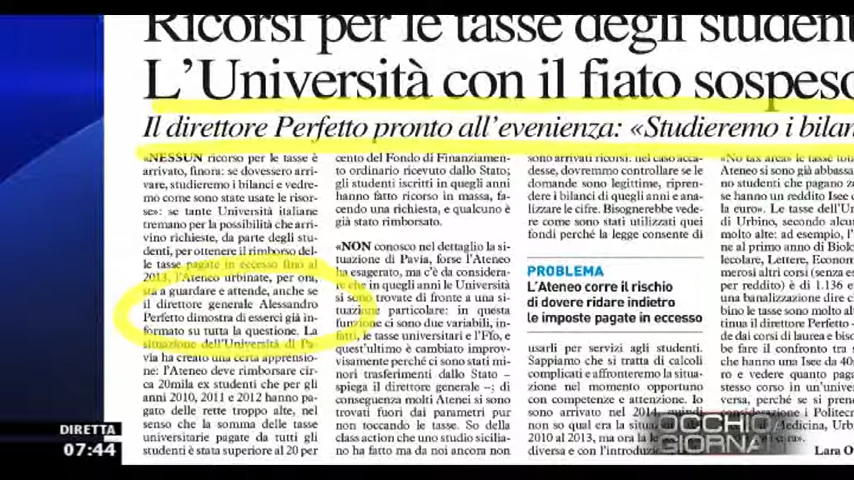 Ricorsi per le tasse degli student
L'Università con il fiato sospeso
Il direttore Perfetto pronto all'evenienza: «Studieremo i bilan
«NESSUN ricorso per le tasse è
arrivato, finora: se dovessero arri-
vare, studieremo i bilanci e vedre-
mo come sono state usate le risor-
se»: se tante Università italiane
tremano per la possibilità che arri-
vino richieste, da parte degli stu-
denti, per ottenere il rimborso del-
le tasse pagate in eccesso fino al
2013, l'Ateneo urbinate, per ora,
sta a guardare e attende, anche se
il direttore generale Alessandro
Perfetto dimostra di esserci già in-
formato su tutta la questione. La
situazione dell'Università di Pa-
via ha creato una certa apprensio-
ne: l'Ateneo deve rimborsare cir-
ca 20mila ex studenti che per gli
anni 2010, 2011 e 2012 hanno pa-
gato delle rette troppo alte, nel
senso che la somma delle tasse
universitarie pagate da tutti gli
studenti è stata superiore al 20 per
cento del Fondo di Finanziamen-
to ordinario ricevuto dallo Stato;
gli studenti iscritti in quegli anni
hanno fatto ricorso in massa, fa-
cendo una richiesta, e qualcuno è
già stato rimborsato.
«NON conosco nel dettaglio la si-
tuazione di Pavia, forse l'Ateneo
ha esagerato, ma c'è da considera-
re che in quegli anni le Università
si sono trovate di fronte a una si-
tuazione particolare: in questa
funzione ci sono due variabili, in-
fatti, le tasse universitari e l'Ffo, e
quest'ultimo è cambiato improv-
visamente perché ci sono stati mi-
nori trasferimenti dallo Stato –
spiega il direttore generale –; di
conseguenza molti Atenei si sono
trovati fuori dai parametri pur
non toccando le tasse. So della
class action che uno studio sicilia-
no ha fatto ma da noi ancora non
sono arrivati ricorsi: nel caso acca-
desse, dovremmo controllare se le
domande sono legittime, ripren-
dere i bilanci di quegli anni e ana-
lizzare le cifre. Bisognerebbe vede-
re come sono stati utilizzati quei
fondi perché la legge consente di
PROBLEMA
L'Ateneo corre il rischio
di dovere ridare indietro
le imposte pagate in eccesso
usarli per servizi agli studenti.
Sappiamo che si tratta di calcoli
complicati e affronteremo la situa-
zione nel momento opportuno
con competenze e attenzione. Io
sono arrivato nel 2014, quindi
non so qual era la situa
2010 al 2013, ma ora la
diversa e con l'introduzi
«No tax area» le tasse tota
Ateneo si sono già abbassa
no studenti che pagano ze
se hanno un reddito Isee d
la euro». Le tasse dell'Un
di Urbino, secondo alcun
molto alte: ad esempio, l'i
ne al primo anno di Biolo
lecola, Lettere, Economi
merosi altri corsi (senza es
per reddito) è di 1.136 e
una banalizzazione dire ch
bino le tasse sono molto alt
tinua il direttore Perfetto
dai corsi di laurea e biso
be fare il confronto tra s
che hanno una Isee da 40
ro e vedere quanto paga
stesso corso in un'univer
versa, perché se si prend
considerazione i Politecn
Medicina, Urb
Lara O
DIRETTA
07:44
OCCHIO A
GIORNA